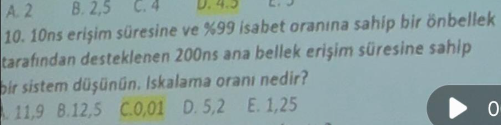 A. 2 B. 2,5 C. 4 D. 4.5
10. 10ns erişim süresine ve %99 isabet oranına sahip bir önbellek
tarafından desteklenen 200ns ana bellek erişim süresine sahip
bir sistem düşünün. Iskalama oranı nedir?
A. 11,9 B.12,5 C.0,01 D. 5,2 E. 1,25